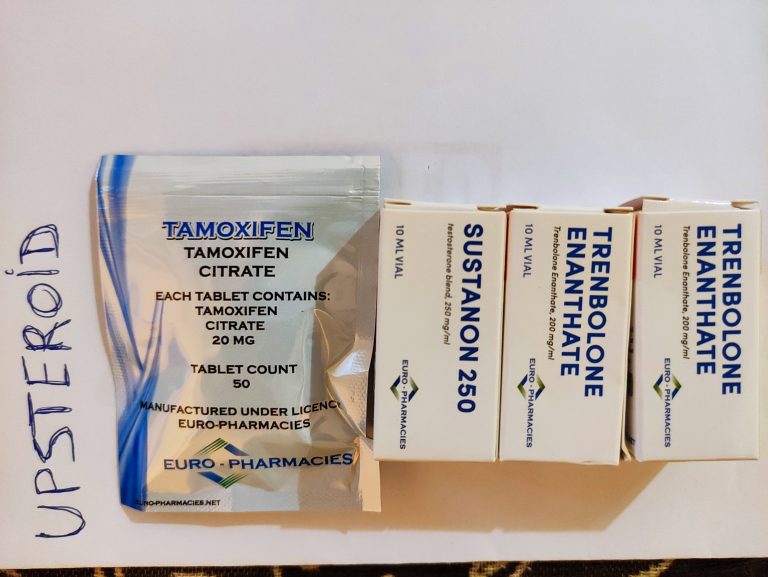 UPSTEROİD
TAMOXIFEN
TAMOXIFEN
CITRATE
EACH TABLET CONTAINS:
TAMOXIFEN
CITRATE
20 MG
TABLET COUNT
50
MANUFACTURED UNDER LICENC
EURO-PHARMACIES
EURO - PHARMACIES
EURO-PHARMACIES.NET
SUSTANON 250
testosterone blend, 250 mg/ml
10 ML VIAL
EURO - PHARMACIES
TRENBOLONE
ENANTHATE
Trenbolone Enanthate, 200 mg/ml
10 ML VIAL
EURO - PHARMACIES
TRENBOLONE
ENANTHATE
Trenbolone Enanthate, 200 mg/ml
10 ML VIAL
EURO - PHARMACIES